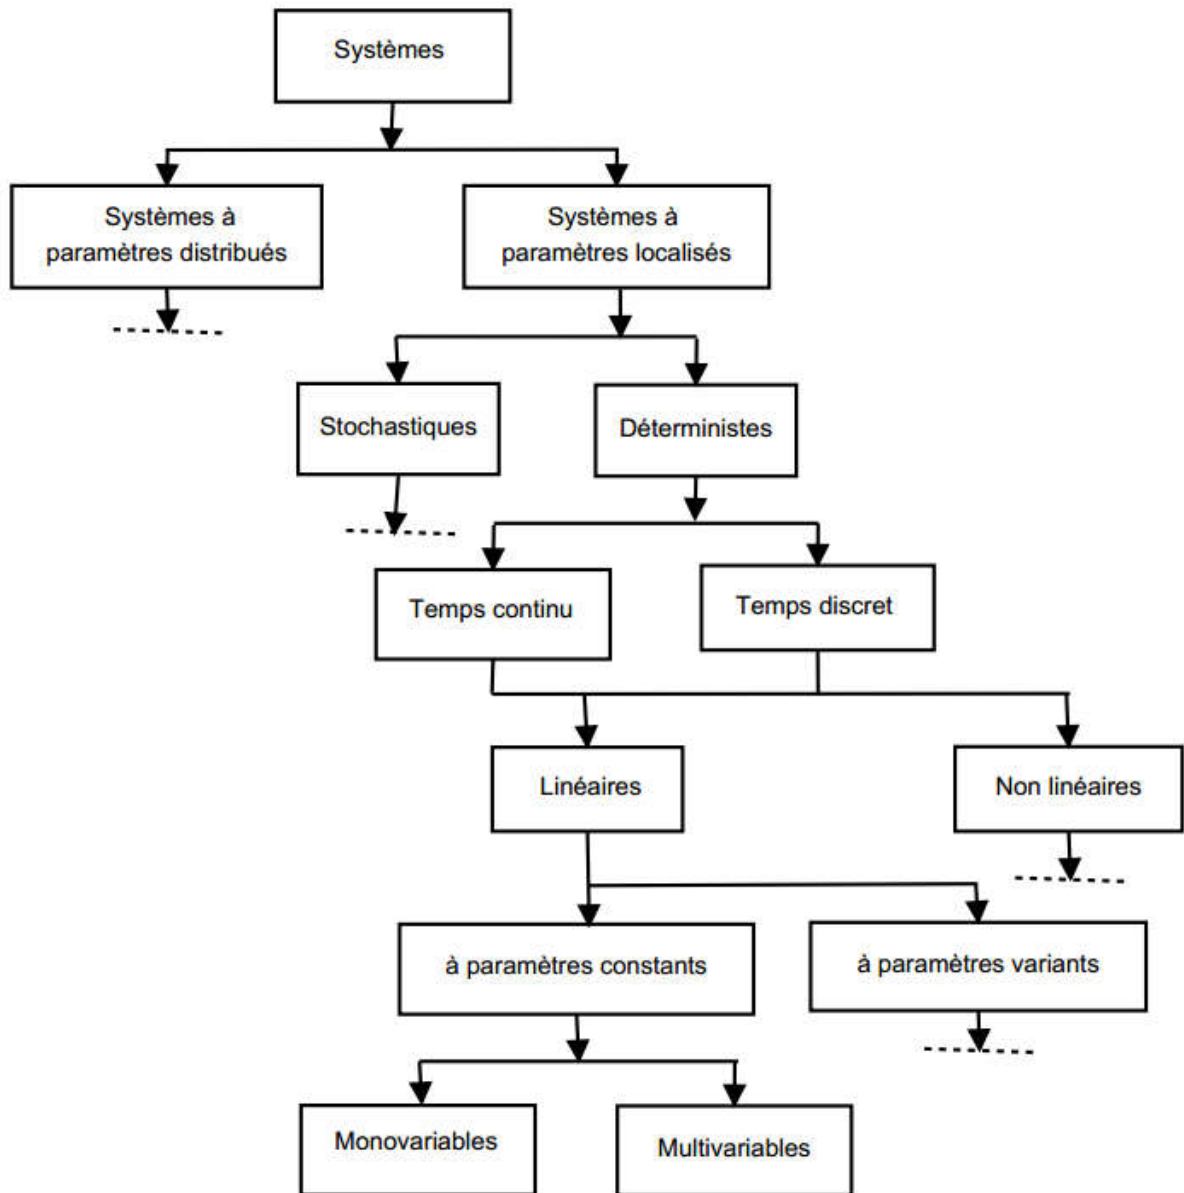 Systèmes
Systèmes à
paramètres distribués
Systèmes à
paramètres localisés
Stochastiques
Déterministes
Temps continu
Temps discret
Linéaires
Non linéaires
à paramètres constants
à paramètres variants
Monovariables
Multivariables